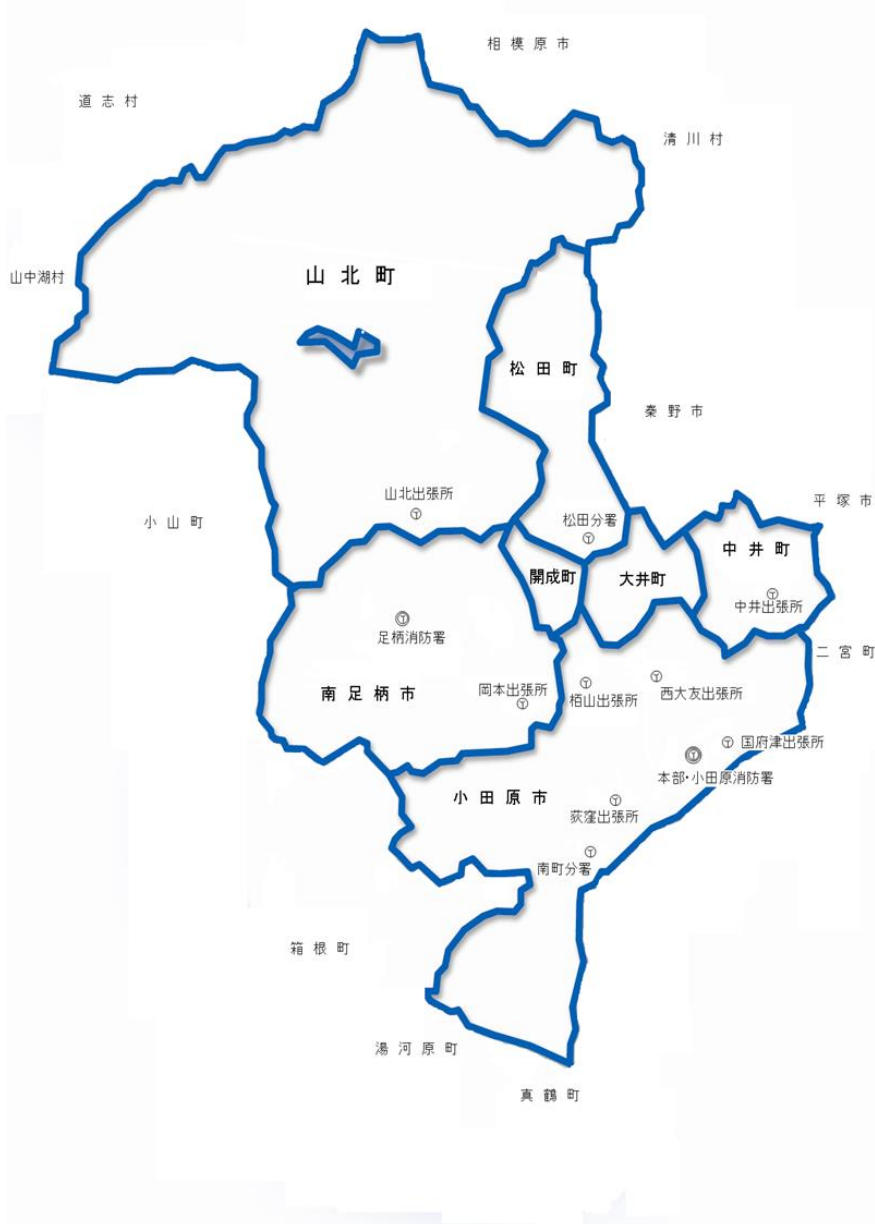 相模原市
道志村
清川村
山中湖村
山北町
松田町
秦野市
山北出張所
平塚市
小山町
松田分署
中井町
開成町
大井町
中井出張所
足柄消防署
二宮町
南足柄市
岡本出張所
栢山出張所
西大友出張所
国府津出張所
本部・小田原消防署
小田原市
荻窪出張所
南町分署
箱根町
湯河原町
真鶴町